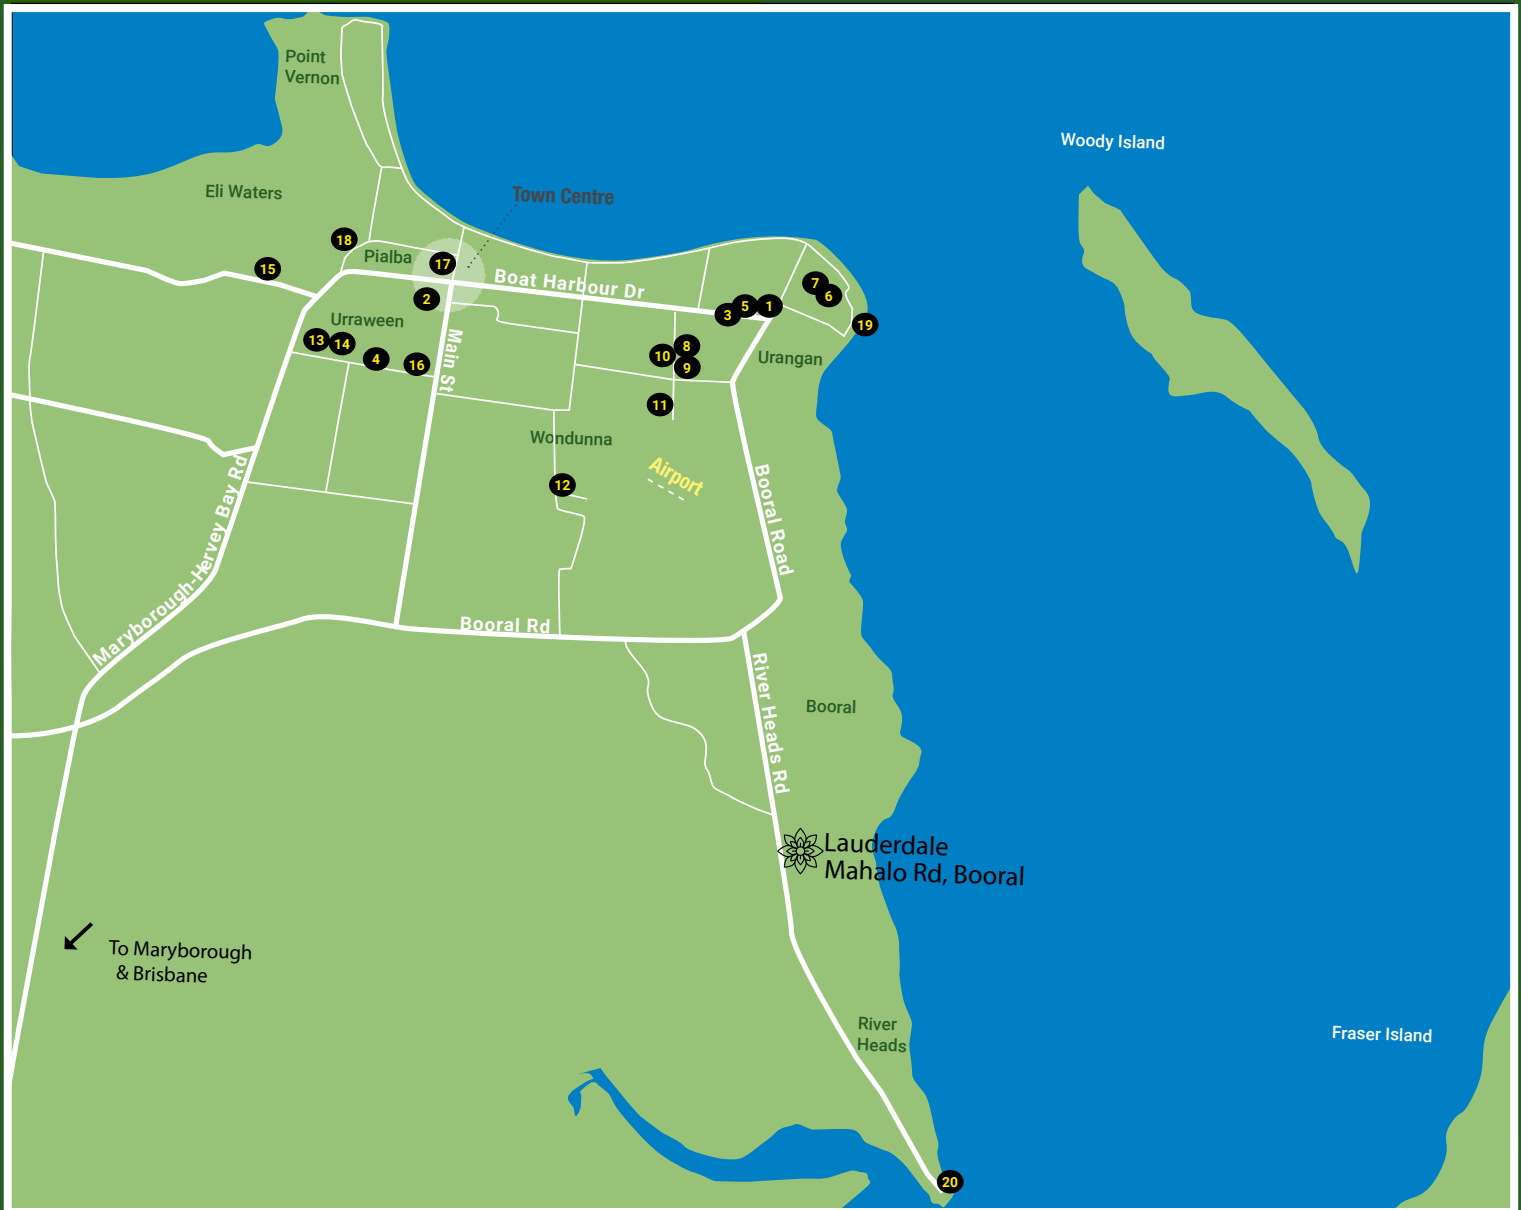 Point
Vernon
Woody Island
Eli Waters
Town Centre
18
Pialba
17
15
Boat Harbour Dr
7
6
2
5
1
3
19
Urraween
13
14
4
16
Main St
8
10
9
Urangan
11
Wondunna
Airport
12
Booral Road
Maryborough-Hervey Bay Rd
Booral Rd
River Heads Rd
Booral
Lauderdale
Mahalo Rd, Booral
To Maryborough
& Brisbane
River
Heads
Fraser Island
20